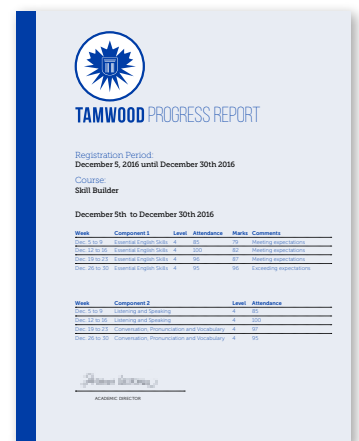 TAMWOOD PROGRESS REPORT
Registration Period:
December 5, 2016 until December 30th 2016
Course:
Skill Builder
December 5th to December 30th 2016
Week Component 1 Level Attendance Marks Comments
Dec. 5 to 9 Essential English Skills 4 85 79 Meeting expectations
Dec. 12 to 16 Essential English Skills 4 100 82 Meeting expectations
Dec. 19 to 23 Essential English Skills 4 96 87 Meeting expectations
Dec. 26 to 30 Essential English Skills 4 95 96 Exceeding expectations
Week Component 2 Level Attendance
Dec. 5 to 9 Listening and Speaking 4 85
Dec. 12 to 16 Listening and Speaking 4 100
Dec. 19 to 23 Conversation, Pronunciation and Vocabulary 4 97
Dec. 26 to 30 Conversation, Pronunciation and Vocabulary 4 95
ACADEMIC DIRECTOR